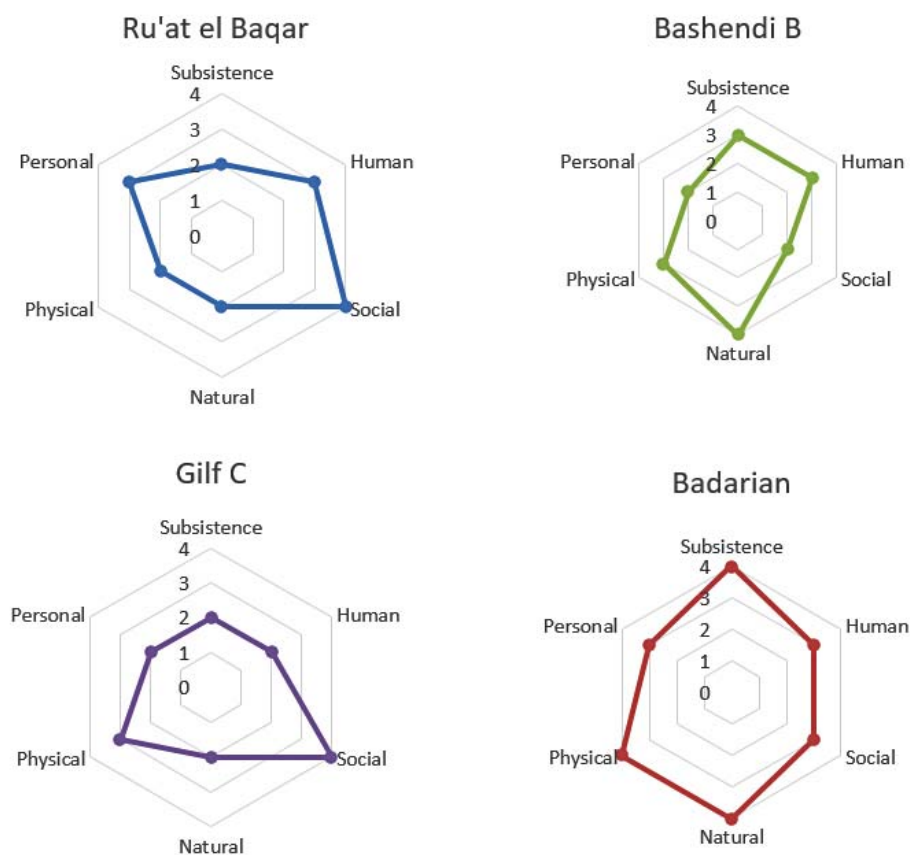 Ru'at el Baqar
Subsistence
4
3
2
1
0
Human
Social
Natural
Physical
Personal
Bashendi B
Subsistence
4
3
2
1
0
Human
Social
Natural
Physical
Personal
Gilf C
Subsistence
4
3
2
1
0
Human
Social
Natural
Physical
Personal
Badarian
Subsistence
4
3
2
1
0
Human
Social
Natural
Physical
Personal